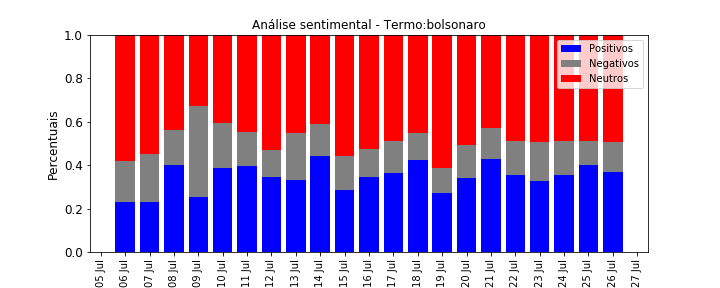 Análise sentimental - Termo:bolsonaro
Positivos
Negativos
Neutros
Percentuais
1.0
0.8
0.6
0.4
0.2
0.0
05 Jul
06 Jul
07 Jul
08 Jul
09 Jul
10 Jul
11 Jul
12 Jul
13 Jul
14 Jul
15 Jul
16 Jul
17 Jul
18 Jul
19 Jul
20 Jul
21 Jul
22 Jul
23 Jul
24 Jul
25 Jul
26 Jul
27 Jul